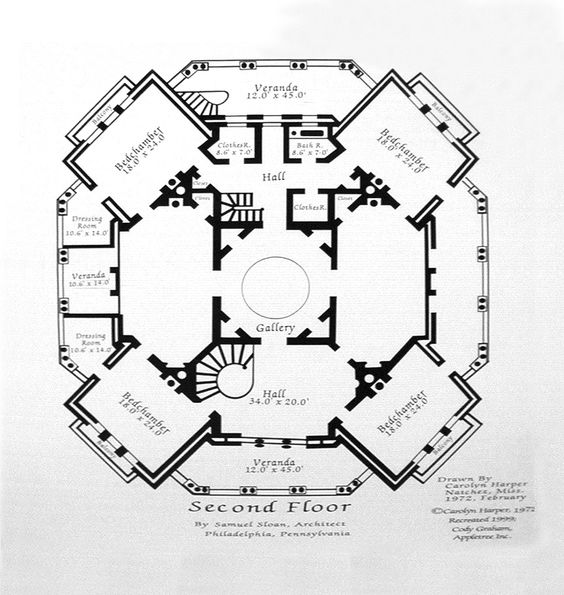 Veranda
12.0' x 45.0'
Balcony
Balcony
Bedchamber
18.0' x 24.0'
Clothes R.
8.6' x 7.0'
Bath R.
8.6' x 7.0'
Bedchamber
18.0' x 24.0'
Hall
Closet
Closet
Closet
Clothes R.
Dressing
Room
10.6' x 14.0'
Veranda
10.6' x 14.0'
Gallery
Dressing
Room
10.6' x 14.0'
Hall
34.0' x 20.0'
Bedchamber
18.0' x 24.0'
Bedchamber
18.0' x 24.0'
Balcony
Balcony
Veranda
12.0' x 45.0'
Second Floor
By Samuel Sloan, Architect
Philadelphia, Pennsylvania
Drawn By
Carolyn Harper
Natchez, Miss.
1972, February
©Carolyn Harper, 1972
Recreated 1999;
Cody Graham,
Appletree Inc.